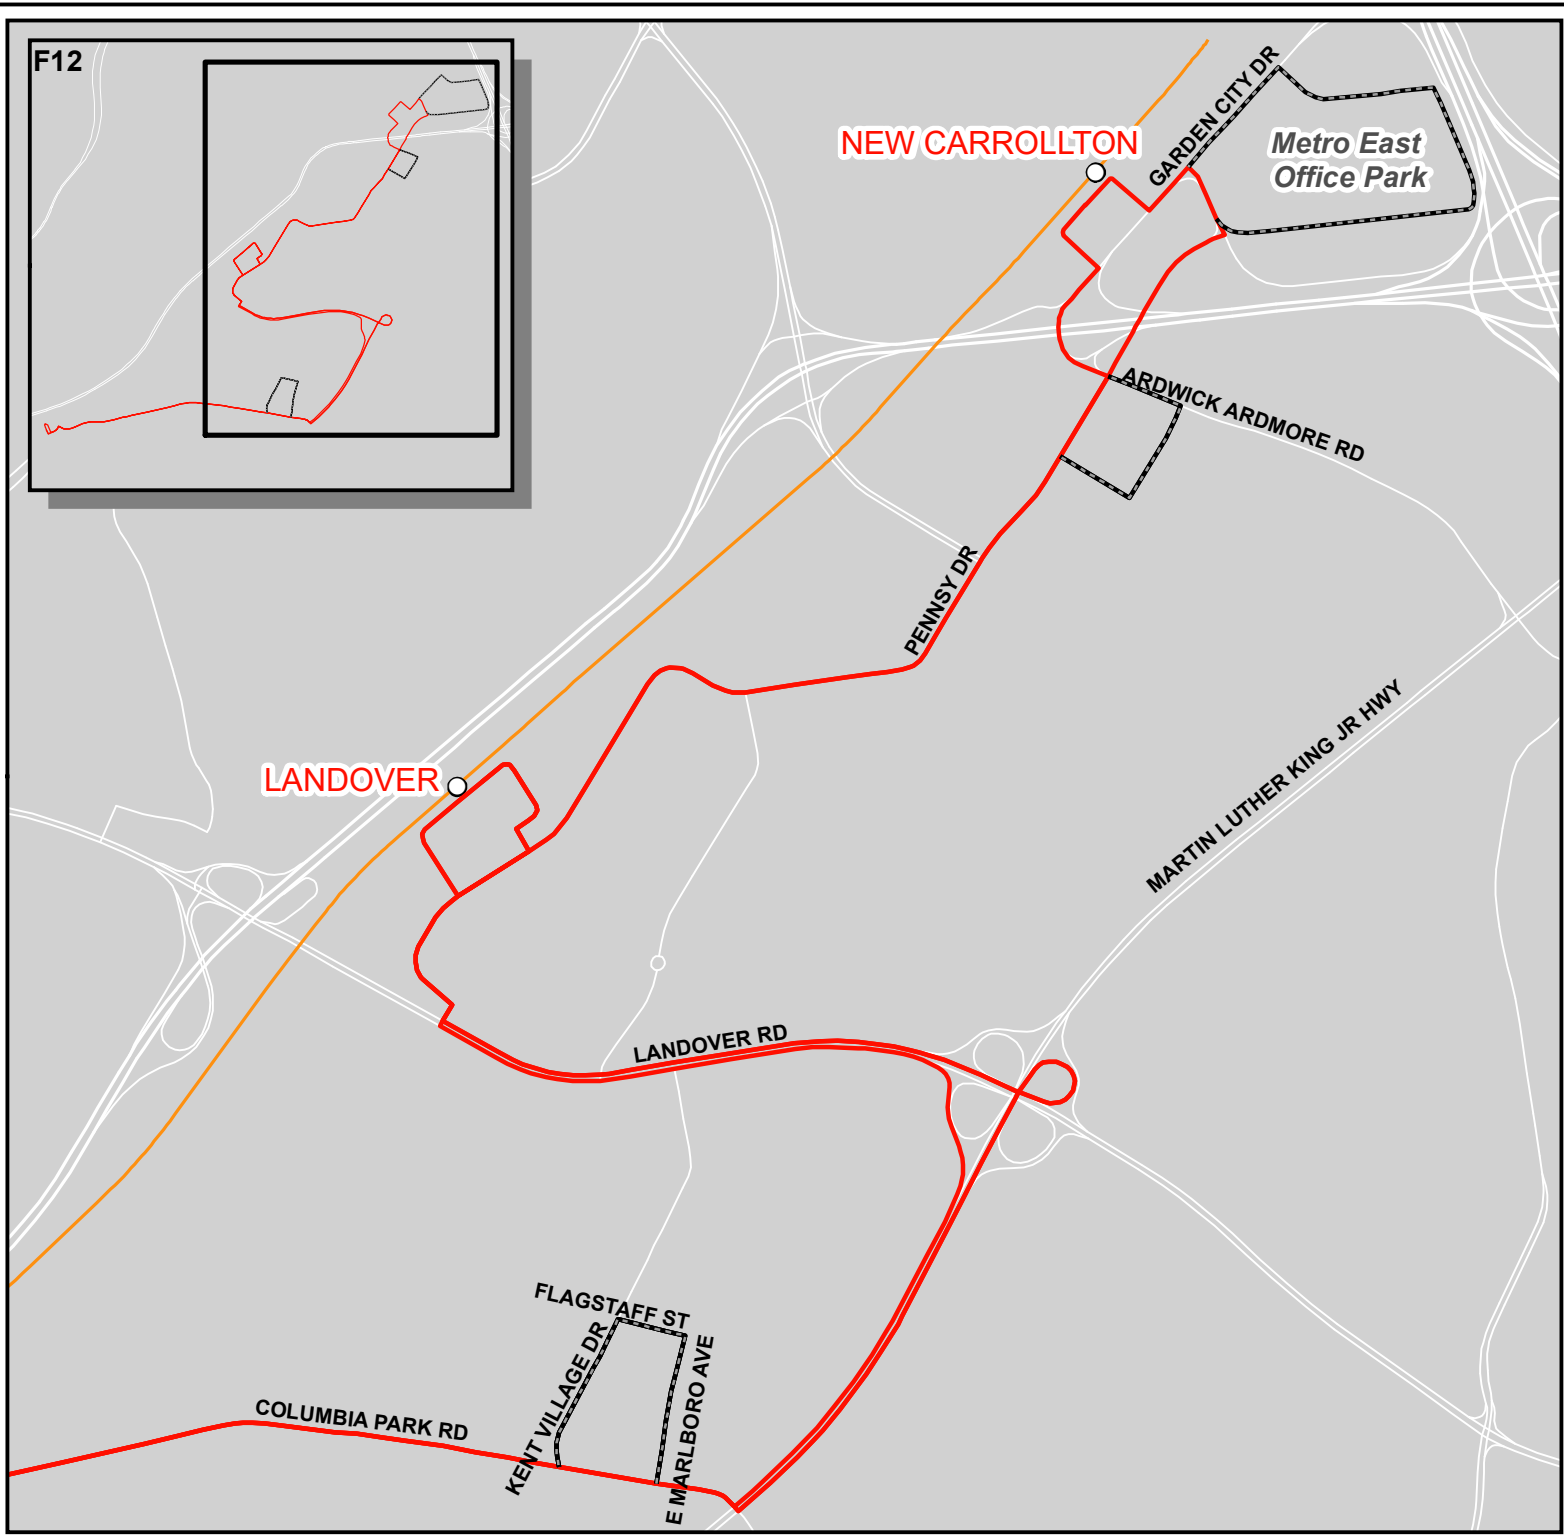 F12
GARDEN CITY DR
NEW CARROLLTON
Metro East
Office Park
ARDWICK ARDMORE RD
PENNSY DR
MARTIN LUTHER KING JR HWY
LANDOVER
LANDOVER RD
FLAGSTAFF ST
KENT VILLAGE DR
E MARLBORO AVE
COLUMBIA PARK RD